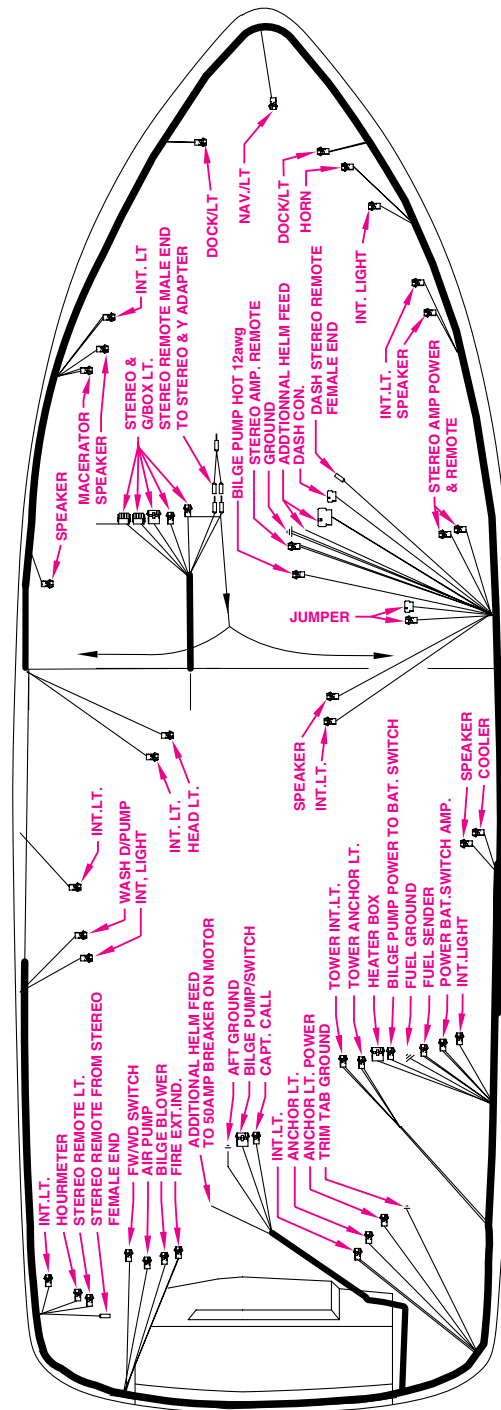 NAV./LT
DOCK/LT
DOCK/LT
HORN
INT. LIGHT
INT.LT.
SPEAKER
STEREO AMP POWER
& REMOTE
INT. LT
MACERATOR
SPEAKER
SPEAKER
STEREO &
G/BOX LT.
STEREO REMOTE MALE END
TO STEREO & Y ADAPTER
BILGE PUMP HOT 12awg
STEREO AMP. REMOTE
GROUND
ADDTIONNAL HELM FEED
DASH CON.
DASH STEREO REMOTE
FEMALE END
JUMPER
SPEAKER
INT.LT.
INT. LT.
HEAD LT.
SPEAKER
COOLER
INT.LT.
WASH D/PUMP
INT, LIGHT
TOWER INT.LT.
TOWER ANCHOR LT.
HEATER BOX
BILGE PUMP POWER TO BAT. SWITCH
FUEL GROUND
FUEL SENDER
POWER BAT.SWITCH AMP.
INT.LIGHT
INT.LT.
HOURMETER
STEREO REMOTE LT.
STEREO REMOTE FROM STEREO
FEMALE END
FW/WD SWITCH
AIR PUMP
BILGE BLOWER
FIRE EXT.IND.
ADDITIONAL HELM FEED
TO 50AMP BREAKER ON MOTOR
AFT GROUND
BILGE PUMP/SWITCH
CAPT. CALL
INT.LT.
ANCHOR LT.
ANCHOR LT. POWER
TRIM TAB GROUND